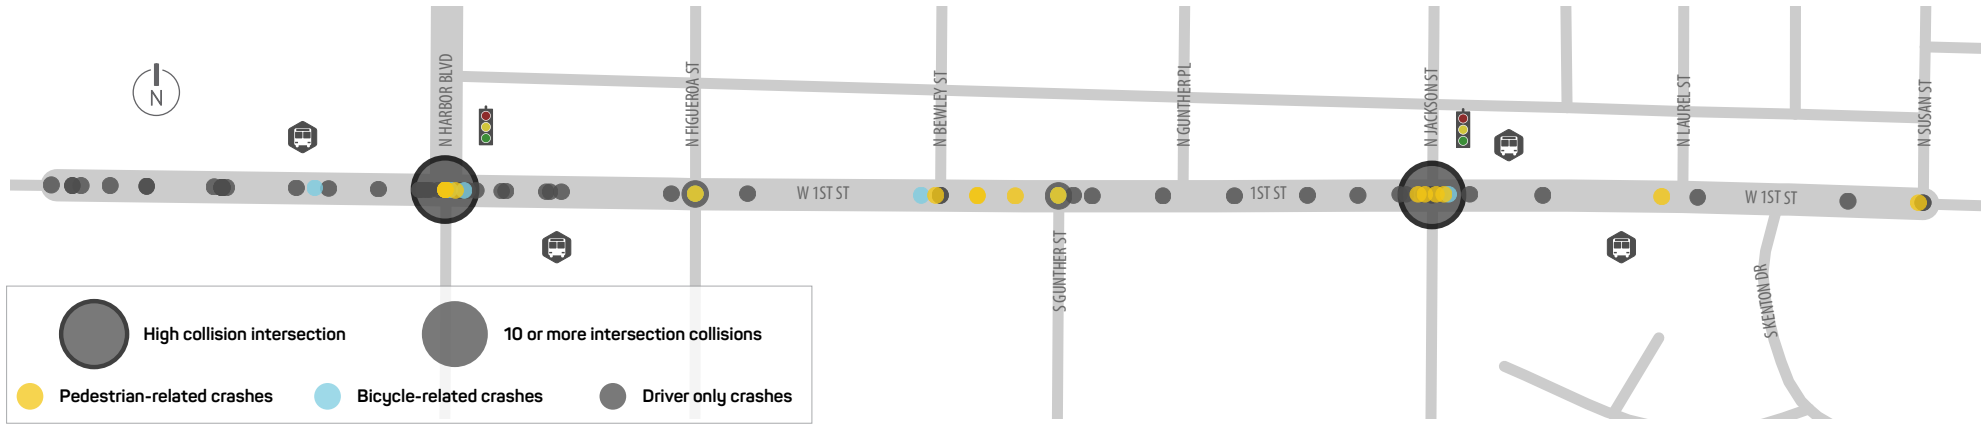 N
N HARBOR BLVD
N FIGUEROA ST
N BEWLEY ST
N GUNTHER PL
N JACKSON ST
N LAUREL ST
N SUSAN ST
W 1ST ST
1ST ST
W 1ST ST
S GUNTHER ST
S KENTON DR
High collision intersection
10 or more intersection collisions
Pedestrian-related crashes
Bicycle-related crashes
Driver only crashes